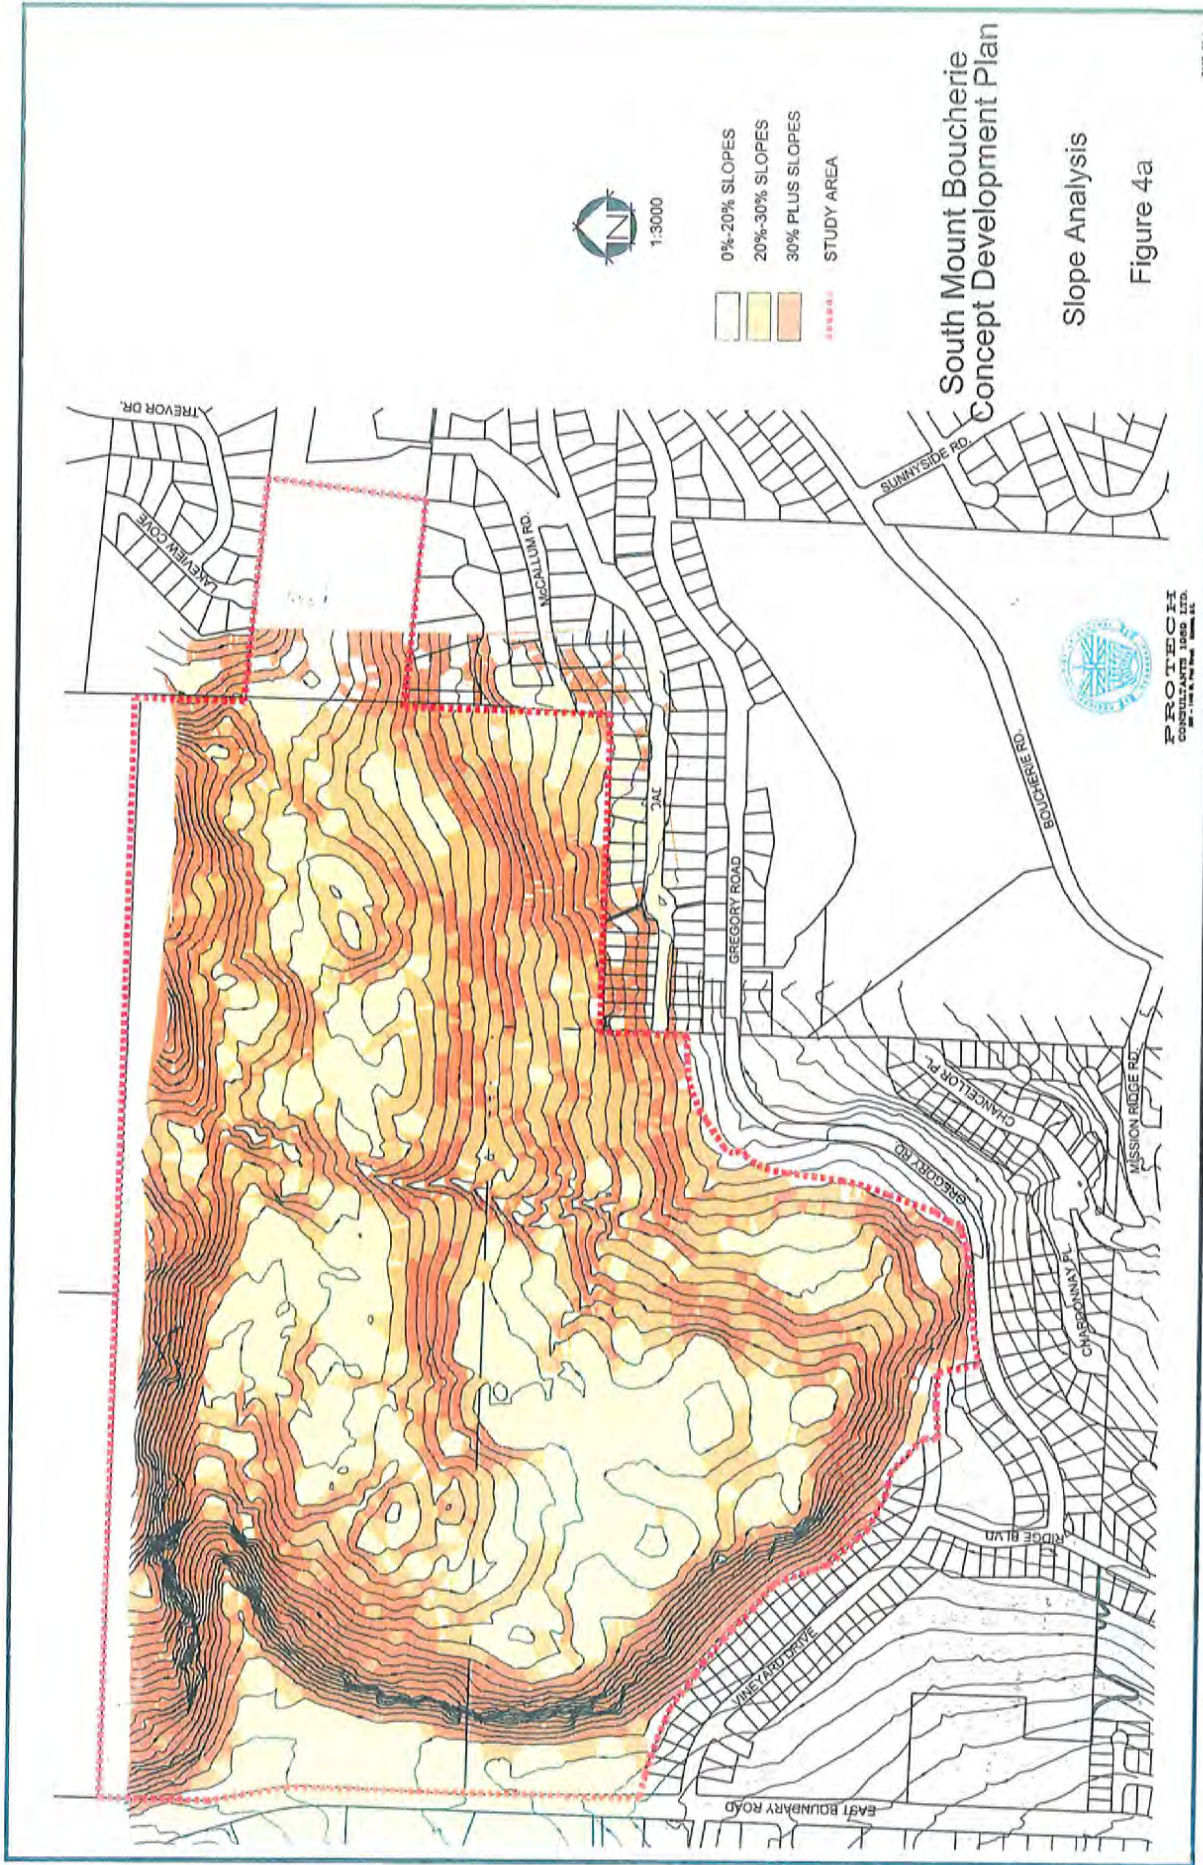 TREVOR DR.
LAKEVIEW COVE
McCALLUM RD.
SUNNYSIDE RD.
GREGORY ROAD
BOUCHERIE RD.
CHANCELLOR PL.
GREGORY RD
MISSION RIDGE RD.
CHARDONNAY PL.
RIDGE BLVD
VINEYARD DRIVE
EAST BOUNDARY ROAD
N
1:3000
0%-20% SLOPES
20%-30% SLOPES
30% PLUS SLOPES
STUDY AREA
South Mount Boucherie
Concept Development Plan
Slope Analysis
Figure 4a
PROTECH
CONSULTANTS 1989 LTD.